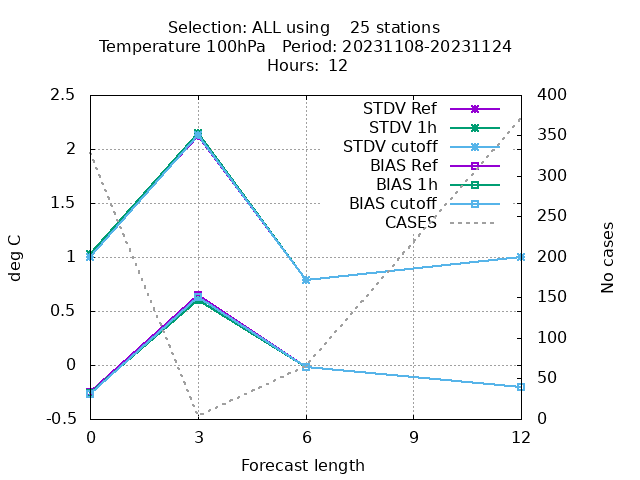 Selection: ALL using    25 stations
Temperature 100hPa   Period: 20231108-20231124
Hours:  12
2.5
400
STDV Ref
STDV 1h
350
2
STDV cutoff
BIAS Ref
300
1.5
BIAS 1h
BIAS cutoff
250
CASES
deg C
1
200
No cases
0.5
150
100
0
50
-0.5
0
0
3
6
9
12
Forecast length